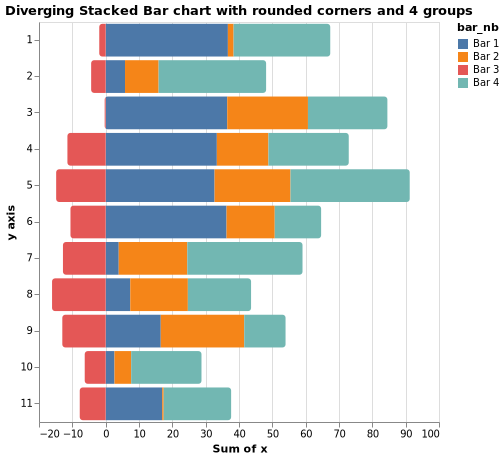 Diverging Stacked Bar chart with rounded corners and 4 groups
bar_nb
Bar 1
Bar 2
Bar 3
Bar 4
y axis
1
2
3
4
5
6
7
8
9
10
11
−20 −10 0 10 20 30 40 50 60 70 80 90 100
Sum of x